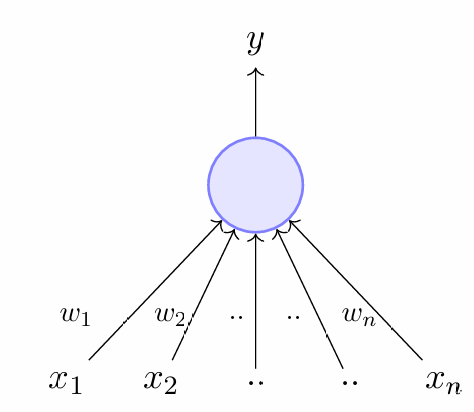 y
w₁ w₂ .. .. wₙ
x₁ x₂ .. .. xₙ